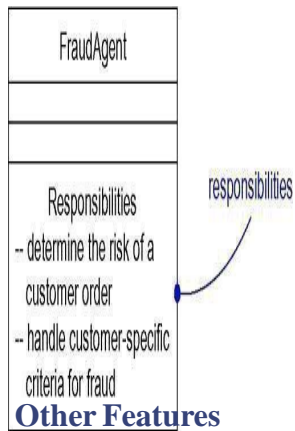 FraudAgent
responsibilities
Responsibilities
-- determine the risk of a
customer order
-- handle customer-specific
criteria for fraud
Other Features